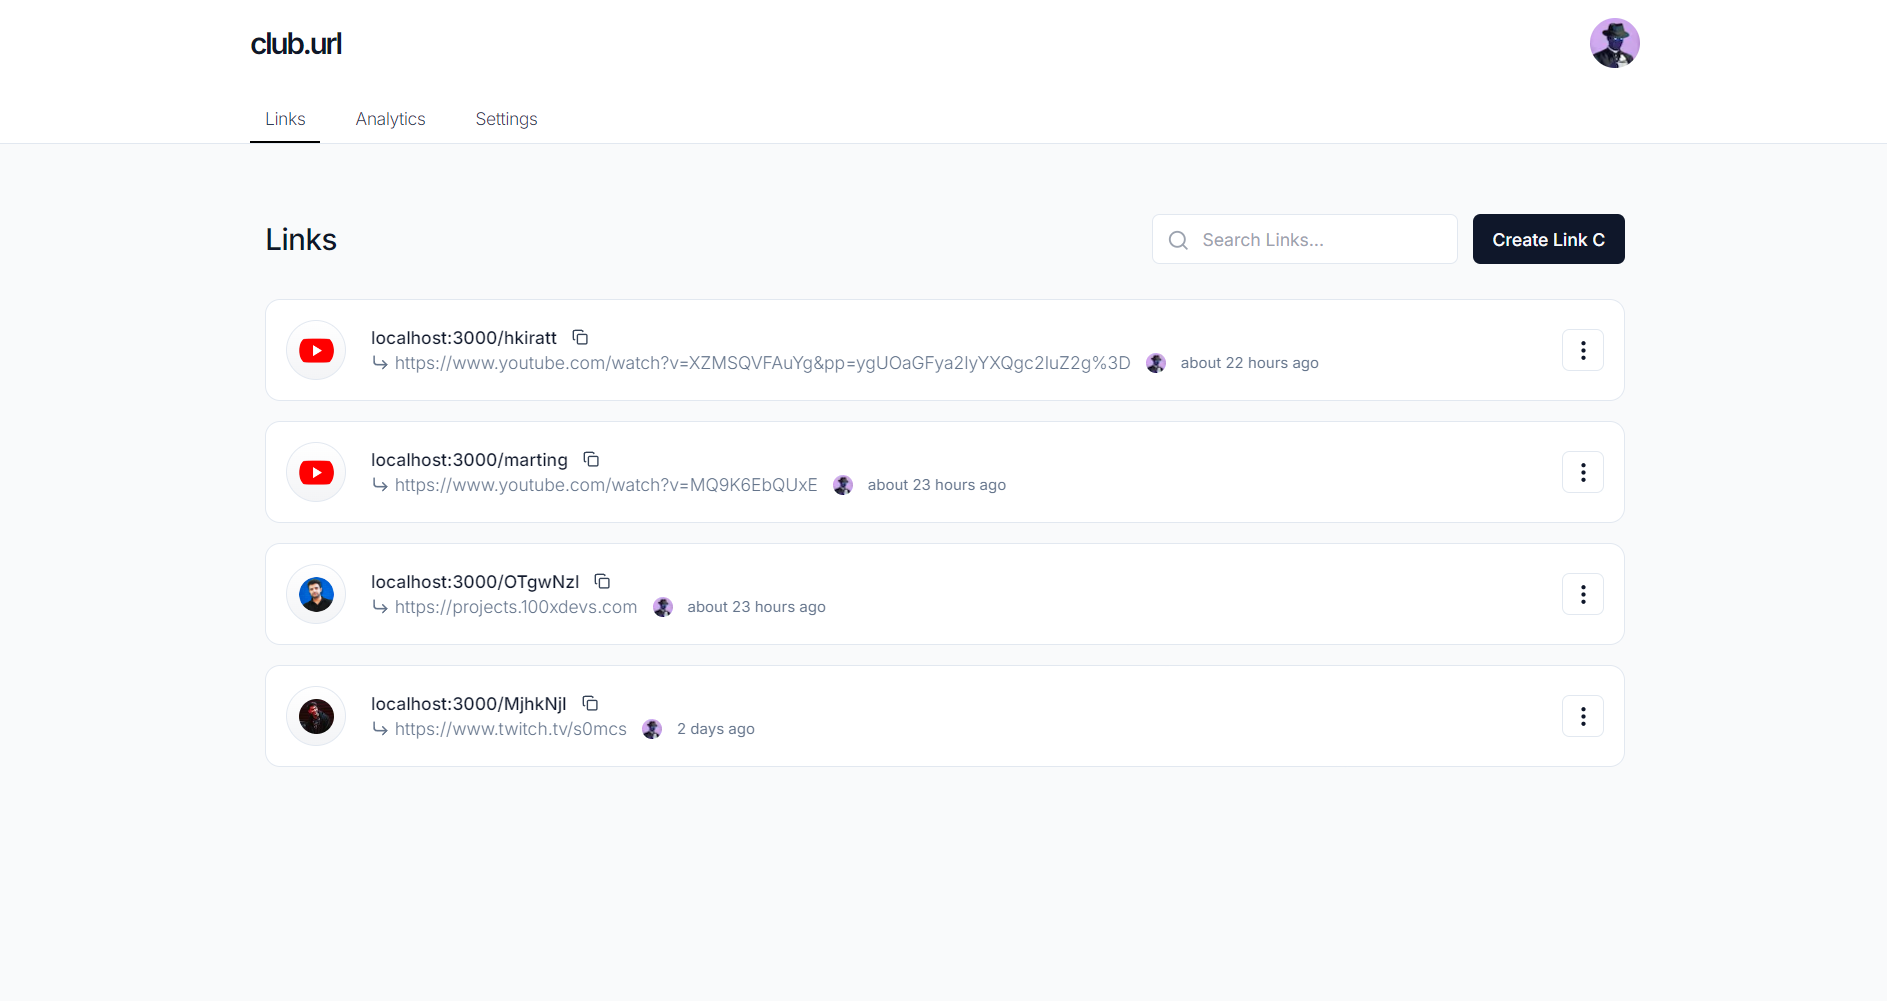 club.url
Links
Analytics
Settings
Links
Search Links...
Create Link C
localhost:3000/hkiratt
https://www.youtube.com/watch?v=XZMSQVFAuYg&pp=ygUOaGFya2lyYXQgc2luZ2g%3D about 22 hours ago
localhost:3000/marting
https://www.youtube.com/watch?v=MQ9K6EbQUxE about 23 hours ago
localhost:3000/OTgwNzI
https://projects.100xdevs.com about 23 hours ago
localhost:3000/MjhkNjI
https://www.twitch.tv/s0mcs 2 days ago